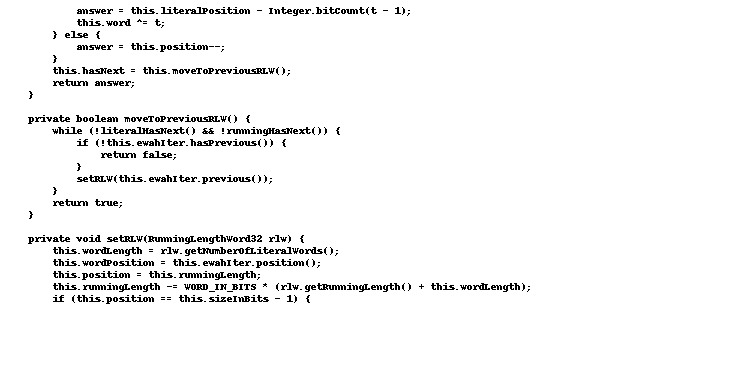 answer = this.literalPosition - Integer.bitCount(t - 1);
this.word ^= t;
} else {
answer = this.position--;
}
this.hasNext = this.moveToPreviousRLW();
return answer;
}
private boolean moveToPreviousRLW() {
while (!literalHasNext() && !runningHasNext()) {
if (!this.ewahIter.hasPrevious()) {
return false;
}
setRLW(this.ewahIter.previous());
}
return true;
}
private void setRLW(RunningLengthWord32 rlw) {
this.wordLength = rlw.getNumberOfLiteralWords();
this.wordPosition = this.ewahIter.position();
this.position = this.runningLength;
this.runningLength -= WORD_IN_BITS * (rlw.getRunningLength() + this.wordLength);
if (this.position == this.sizeInBits - 1) {